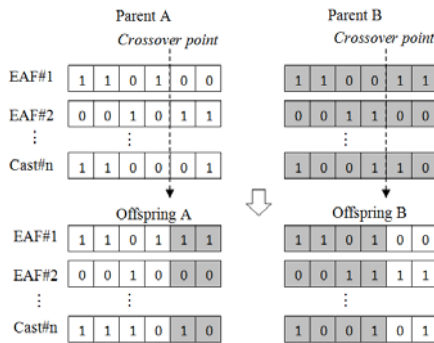 Parent A Parent B
Crossover point Crossover point
EAF#1 1 1 0 1 0 0 1 1 0 0 1 1
EAF#2 0 0 1 0 1 1 0 0 1 1 0 0
⋮ ⋮ ⋮
Cast#n 1 1 0 0 0 1 1 0 0 1 1 0
Offspring A Offspring B
EAF#1 1 1 0 1 1 1 1 1 0 1 0 0
EAF#2 0 0 1 0 0 0 0 0 1 1 1 1
⋮ ⋮ ⋮
Cast#n 1 1 1 0 1 0 1 0 0 1 0 1